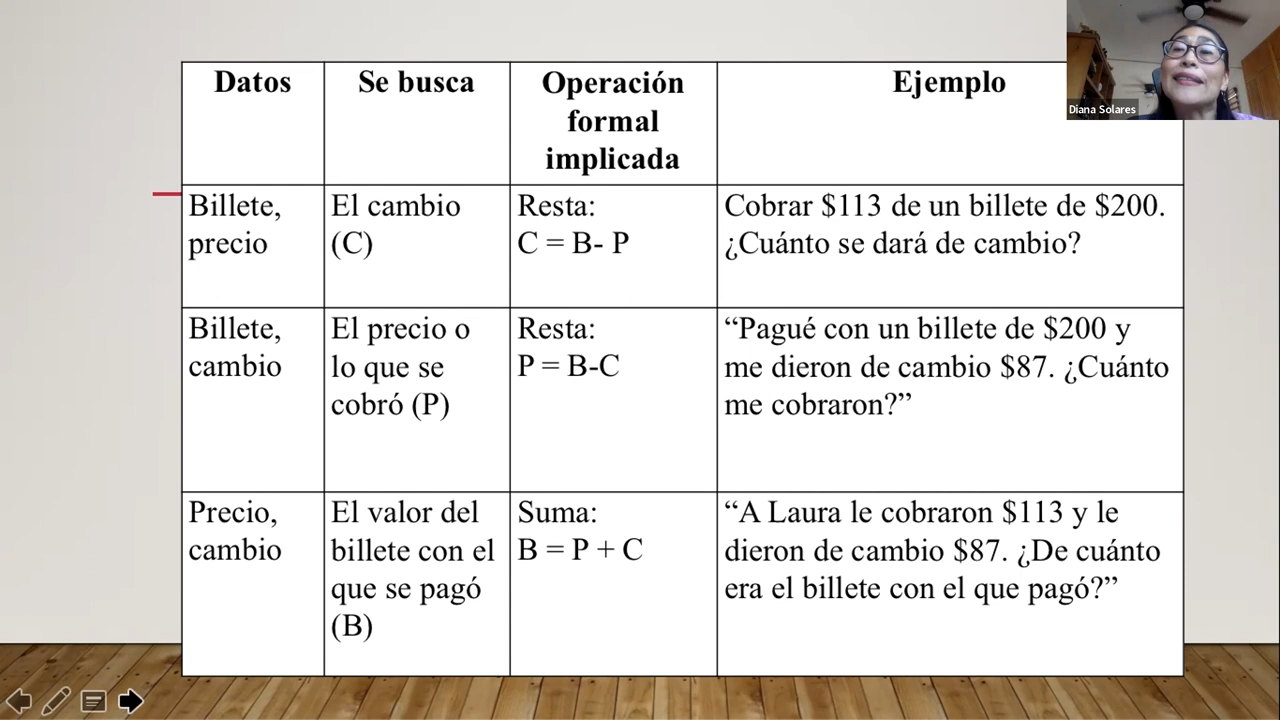 Diana Solares
Datos
Se busca
Operación
formal
implicada
Ejemplo
Billete,
precio
El cambio
(C)
Resta:
C = B- P
Cobrar $113 de un billete de $200.
¿Cuánto se dará de cambio?
Billete,
cambio
El precio o
lo que se
cobró (P)
Resta:
P = B-C
“Pagué con un billete de $200 y
me dieron de cambio $87. ¿Cuánto
me cobraron?”
Precio,
cambio
El valor del
billete con el
que se pagó
(B)
Suma:
B = P + C
“A Laura le cobraron $113 y le
dieron de cambio $87. ¿De cuánto
era el billete con el que pagó?”